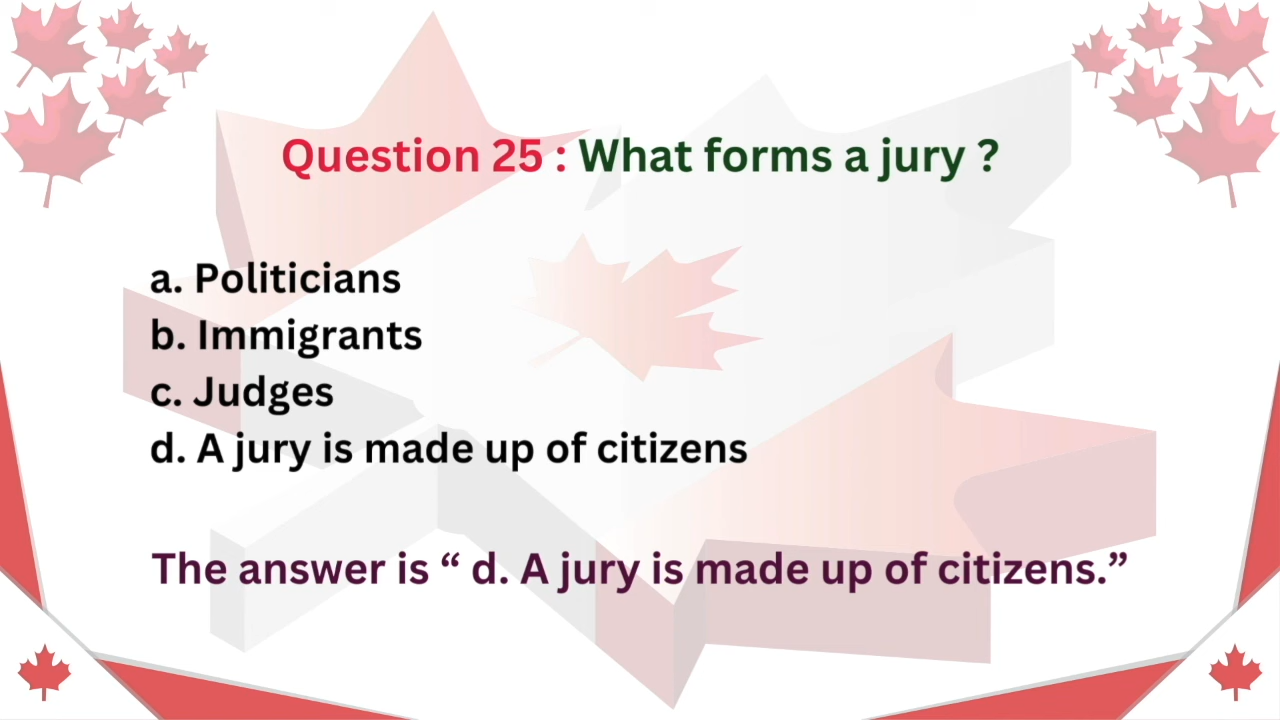 Question 25 : What forms a jury ?
a. Politicians
b. Immigrants
c. Judges
d. A jury is made up of citizens
The answer is “ d. A jury is made up of citizens.”